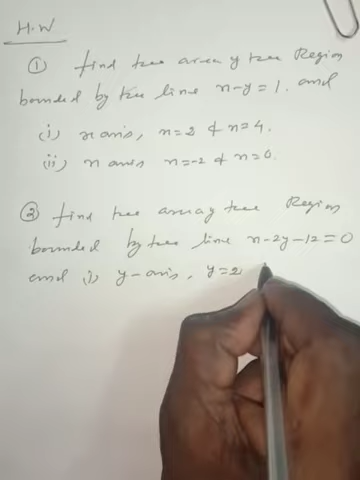 H.W
① find the area of the Region
bounded by the line x-y=1. and
(i) x axis, x=2 & x=4.
(ii) x axis x=-2 & x=0.
② find the area of the Region
bounded by the line x-2y-12=0
and (i) y-axis, y=2